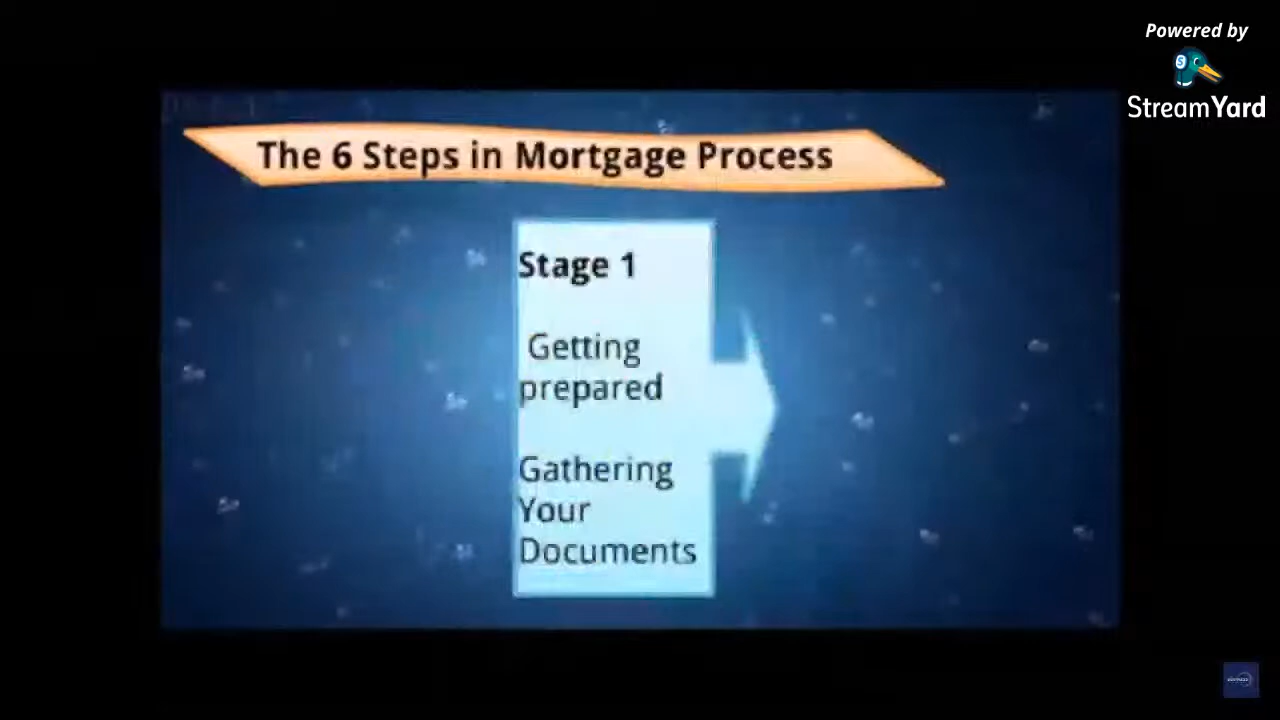 Powered by
StreamYard
The 6 Steps in Mortgage Process
Stage 1
Getting
prepared
Gathering
Your
Documents